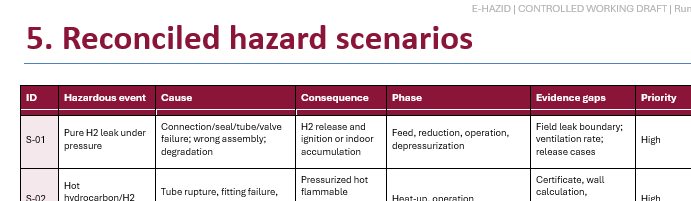 E-HAZID | CONTROLLED WORKING DRAFT | Run
5. Reconciled hazard scenarios
ID Hazardous event Cause Consequence Phase Evidence gaps Priority
S-01 Pure H2 leak under pressure Connection/seal/tube/valve failure; wrong assembly; degradation H2 release and ignition or indoor accumulation Feed, reduction, operation, depressurization Field leak boundary; ventilation rate; release cases High
S-02 Hot hydrocarbon/H2 Tube rupture, fitting failure, Pressurized hot flammable Heat-up, operation Certificate, wall calculation, High